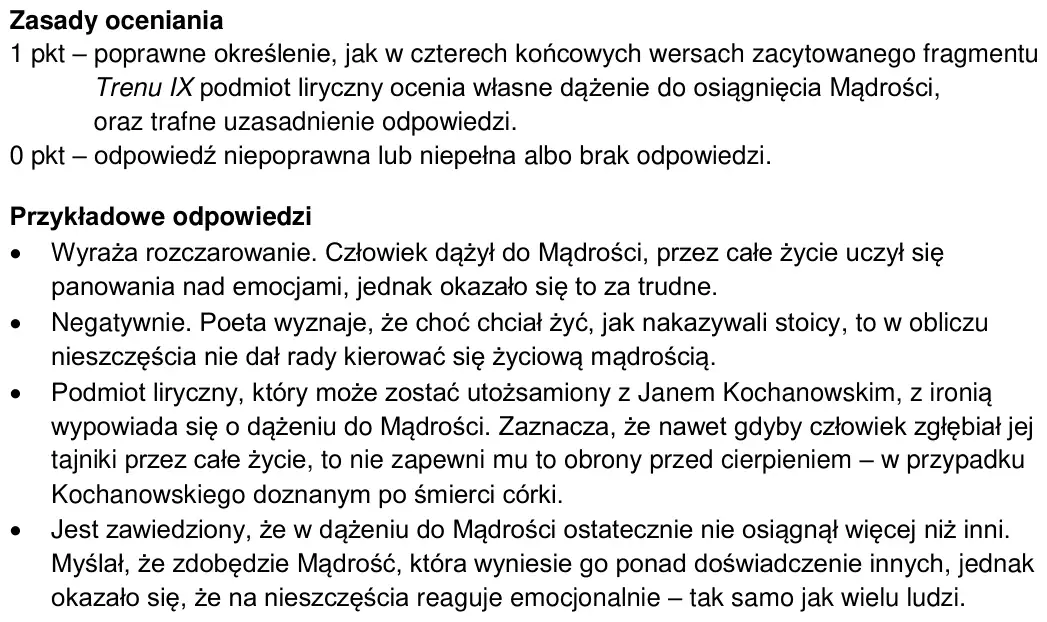 Zasady oceniania
1 pkt – poprawne określenie, jak w czterech końcowych wersach zacytowanego fragmentu
Trenu IX podmiot liryczny ocenia własne dążenie do osiągnięcia Mądrości,
oraz trafne uzasadnienie odpowiedzi.
0 pkt – odpowiedź niepoprawna lub niepełna albo brak odpowiedzi.
Przykładowe odpowiedzi
• Wyraża rozczarowanie. Człowiek dążył do Mądrości, przez całe życie uczył się
panowania nad emocjami, jednak okazało się to za trudne.
• Negatywnie. Poeta wyznaje, że choć chciał żyć, jak nakazywali stoicy, to w obliczu
nieszczęścia nie dał rady kierować się życiową mądrością.
• Podmiot liryczny, który może zostać utożsamiony z Janem Kochanowskim, z ironią
wypowiada się o dążeniu do Mądrości. Zaznacza, że nawet gdyby człowiek zgłębiał jej
tajniki przez całe życie, to nie zapewni mu to obrony przed cierpieniem – w przypadku
Kochanowskiego doznanym po śmierci córki.
• Jest zawiedziony, że w dążeniu do Mądrości ostatecznie nie osiągnął więcej niż inni.
Myślał, że zdobędzie Mądrość, która wyniesie go ponad doświadczenie innych, jednak
okazało się, że na nieszczęścia reaguje emocjonalnie – tak samo jak wielu ludzi.